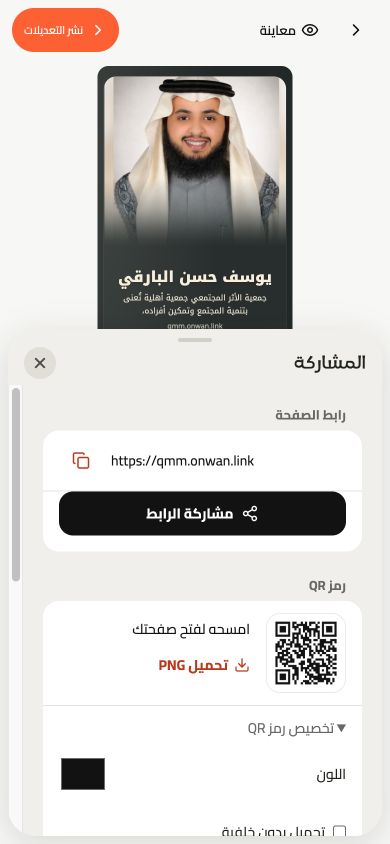 معاينة
نشر التعديلات
يوسف حسن البارقي
جمعية الأثر المجتمعي جمعية أهلية تُعنى
بتنمية المجتمع وتمكين أفراده،
qmm.onwan.link
المشاركة
رابط الصفحة
https://qmm.onwan.link
مشاركة الرابط
رمز QR
امسحه لفتح صفحتك
تحميل PNG
تخصيص رمز QR
اللون
تحميل بدون خلفية